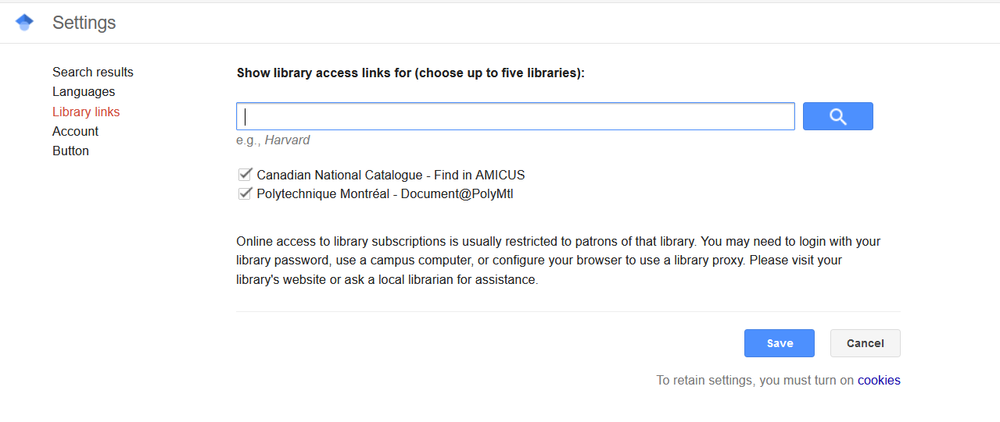 Settings
Search results
Languages
Library links
Account
Button
Show library access links for (choose up to five libraries):
e.g., Harvard
Canadian National Catalogue - Find in AMICUS
Polytechnique Montréal - Document@PolyMtl
Online access to library subscriptions is usually restricted to patrons of that library. You may need to login with your
library password, use a campus computer, or configure your browser to use a library proxy. Please visit your
library's website or ask a local librarian for assistance.
Save
Cancel
To retain settings, you must turn on cookies